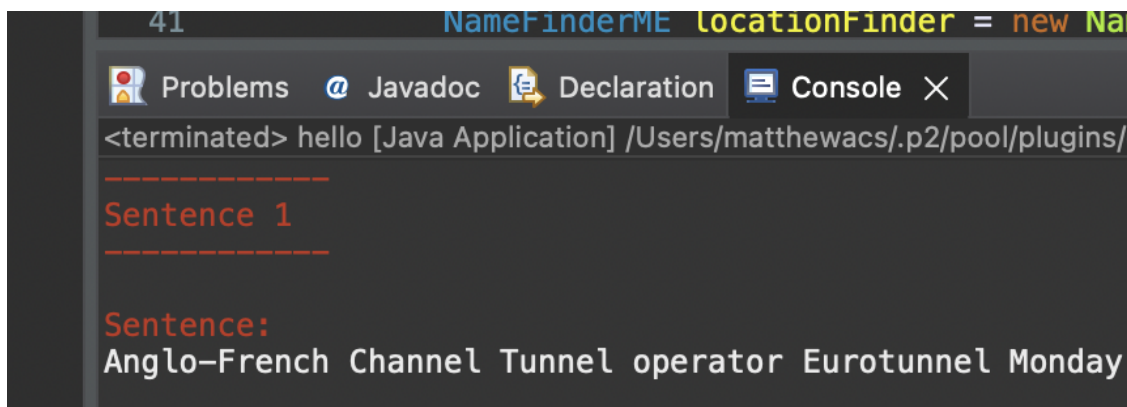 41 NameFinderME locationFinder = new Na
Problems @ Javadoc Declaration Console
<terminated> hello [Java Application] /Users/matthewacs/.p2/pool/plugins/
------------
Sentence 1
------------
Sentence:
Anglo-French Channel Tunnel operator Eurotunnel Monday